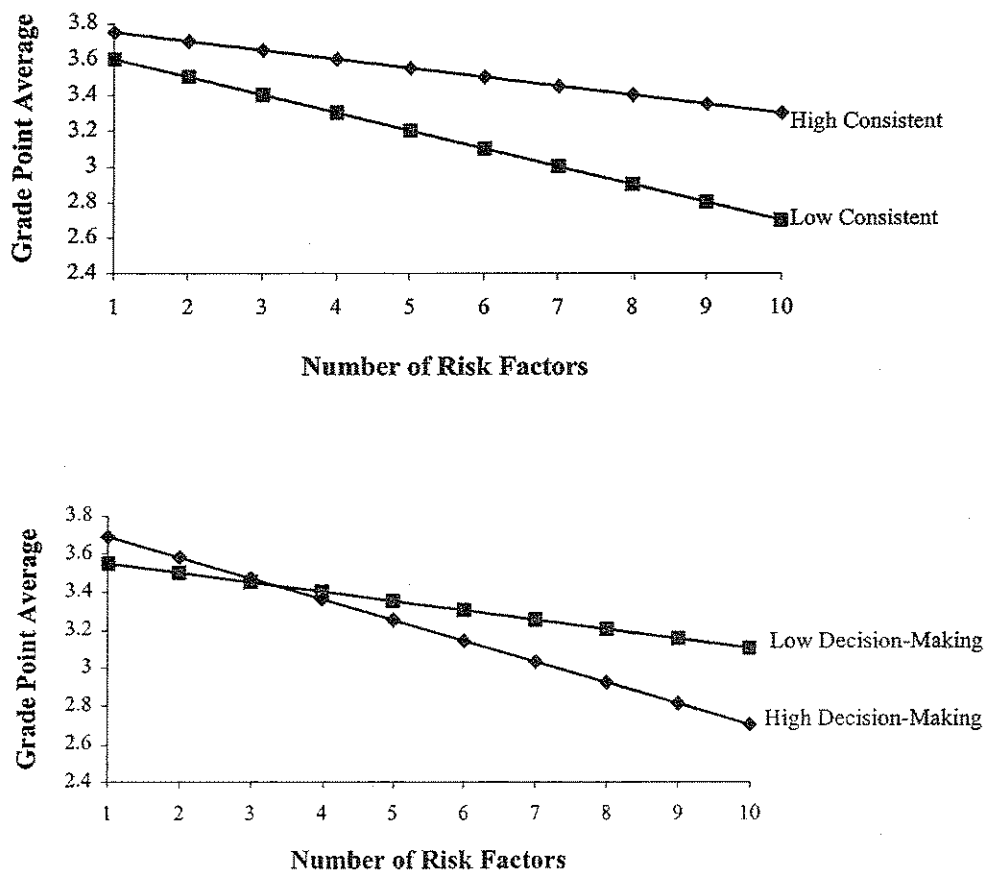 Grade Point Average
3.8
3.6
3.4
3.2
3
2.8
2.6
2.4
High Consistent
Low Consistent
1 2 3 4 5 6 7 8 9 10
Number of Risk Factors
Grade Point Average
3.8
3.6
3.4
3.2
3
2.8
2.6
2.4
Low Decision-Making
High Decision-Making
1 2 3 4 5 6 7 8 9 10
Number of Risk Factors